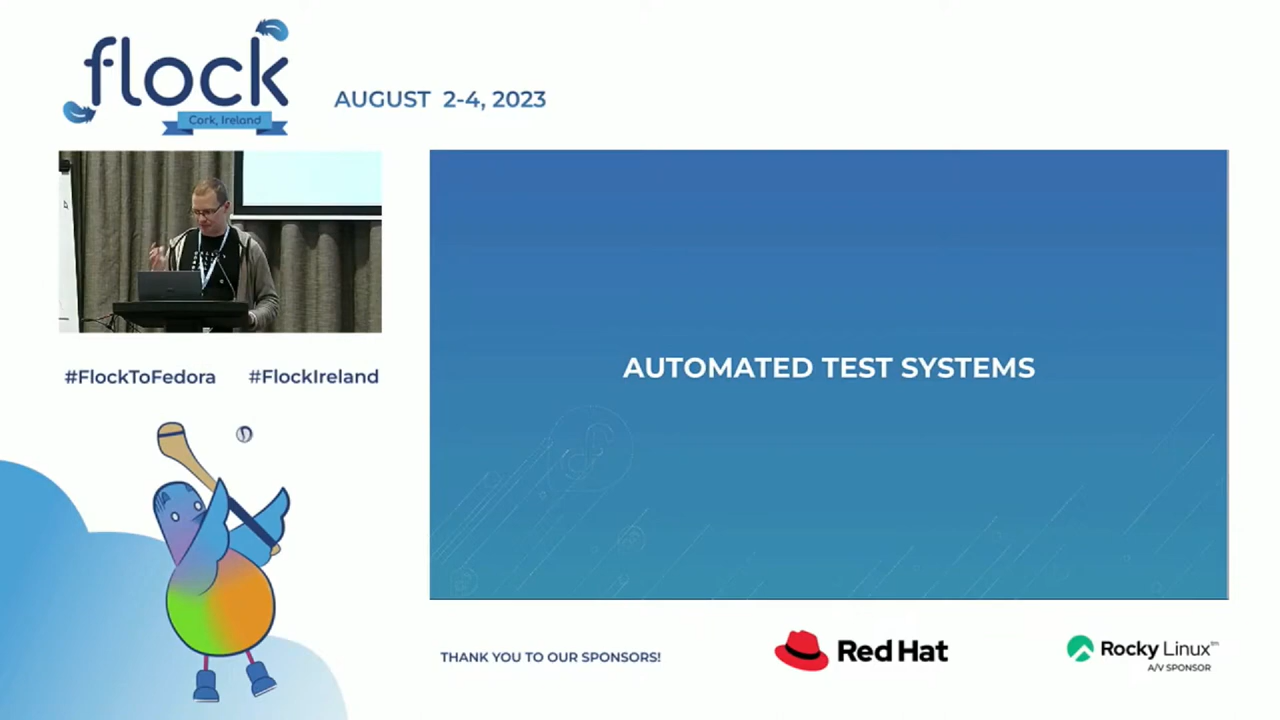 flock
Cork, Ireland
AUGUST 2-4, 2023
AUTOMATED TEST SYSTEMS
#FlockToFedora #FlockIreland
THANK YOU TO OUR SPONSORS!
Red Hat
Rocky Linux™
A/V SPONSOR